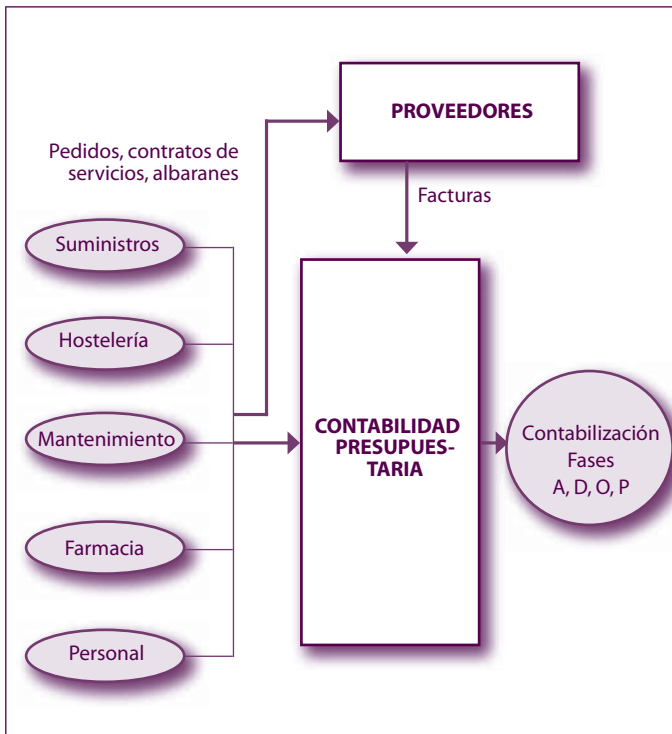 PROVEEDORES
Pedidos, contratos de
servicios, albaranes
Facturas
Suministros
Hostelería
Mantenimiento
CONTABILIDAD
PRESUPUES-
TARIA
Contabilización
Fases
A, D, O, P
Farmacia
Personal